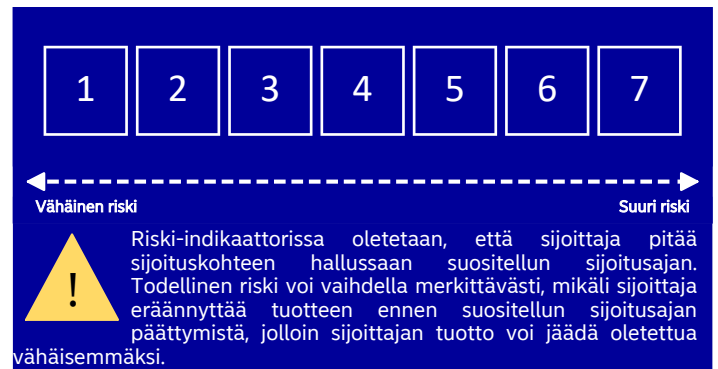 1 2 3 4 5 6 7
Vähäinen riski Suuri riski
Riski-indikaattorissa oletetaan, että sijoittaja pitää
sijoituskohteen hallussaan suositellun sijoitusajan.
Todellinen riski voi vaihdella merkittävästi, mikäli sijoittaja
! eräännyttää tuotteen ennen suositellun sijoitusajan
päättymistä, jolloin sijoittajan tuotto voi jäädä oletettua
vähäisemmäksi.